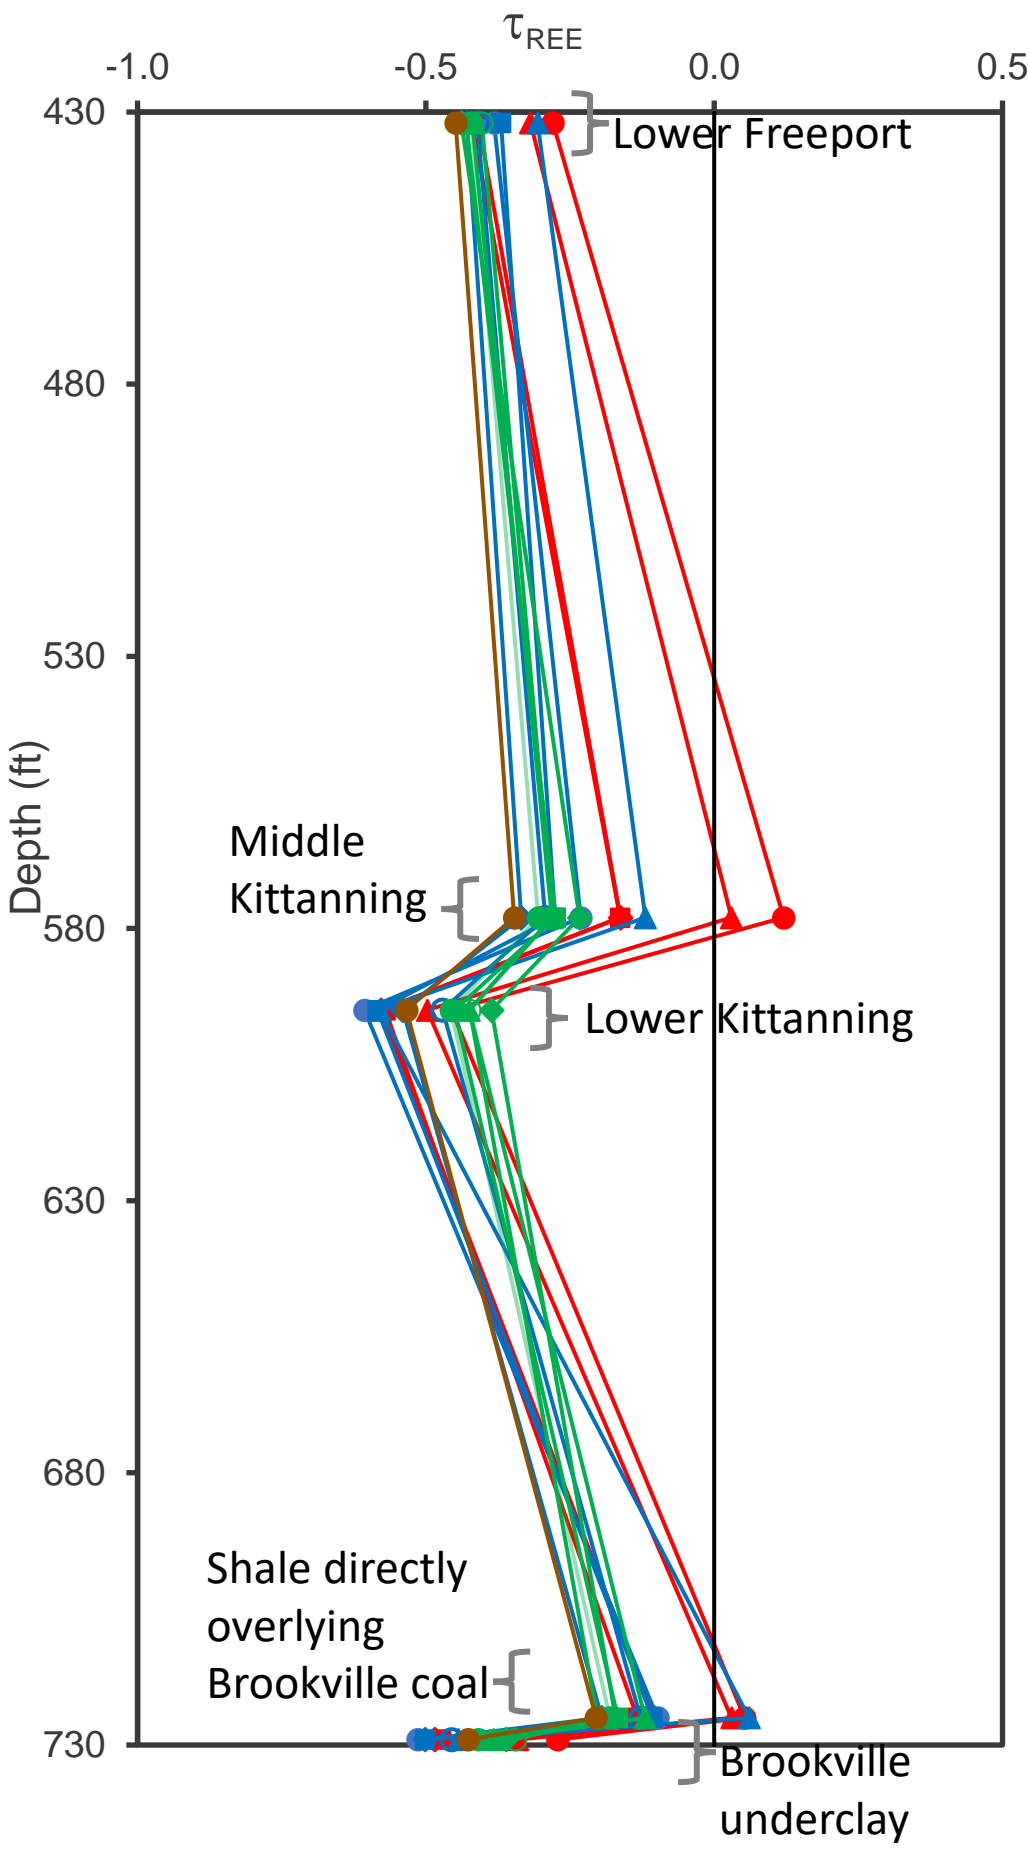 τREE
-1.0 -0.5 0.0 0.5
430
Lower Freeport
480
530
Depth (ft)
Middle
Kittanning
580
Lower Kittanning
630
680
Shale directly
overlying
Brookville coal
730
Brookville
underclay